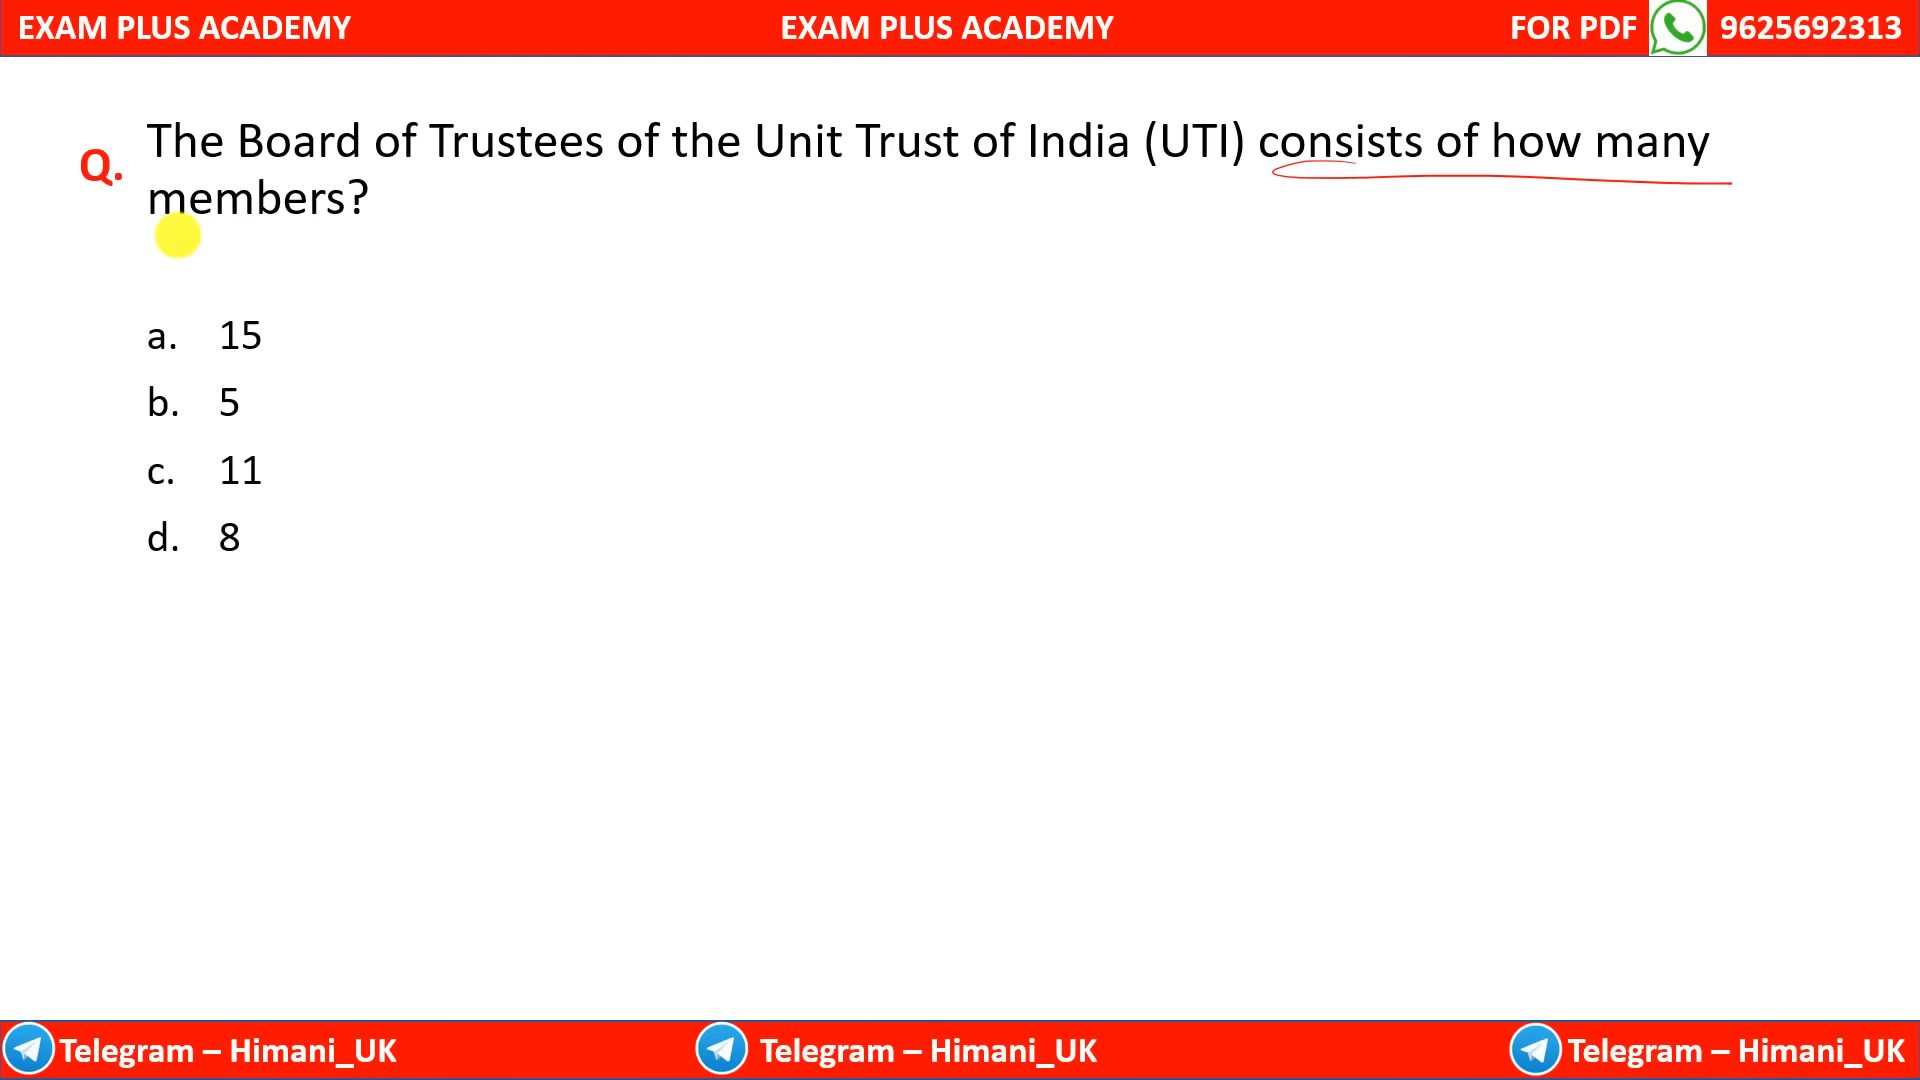 EXAM PLUS ACADEMY EXAM PLUS ACADEMY FOR PDF 9625692313
Q. The Board of Trustees of the Unit Trust of India (UTI) consists of how many
members?
a. 15
b. 5
c. 11
d. 8
Telegram – Himani_UK Telegram – Himani_UK Telegram – Himani_UK